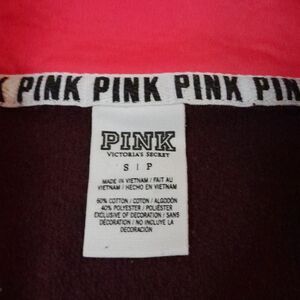 K PINK PINK PINK PIN
PINK
VICTORIA'S SECRET
S | P
MADE IN VIETNAM / FAIT AU
VIETNAM / HECHO EN VIETNAM
60% COTTON / COTON / ALGODÓN
40% POLYESTER / POLIÉSTER
EXCLUSIVE OF DECORATION / SANS
DÉCORATION / NO INCLUYE LA
DECORACIÓN